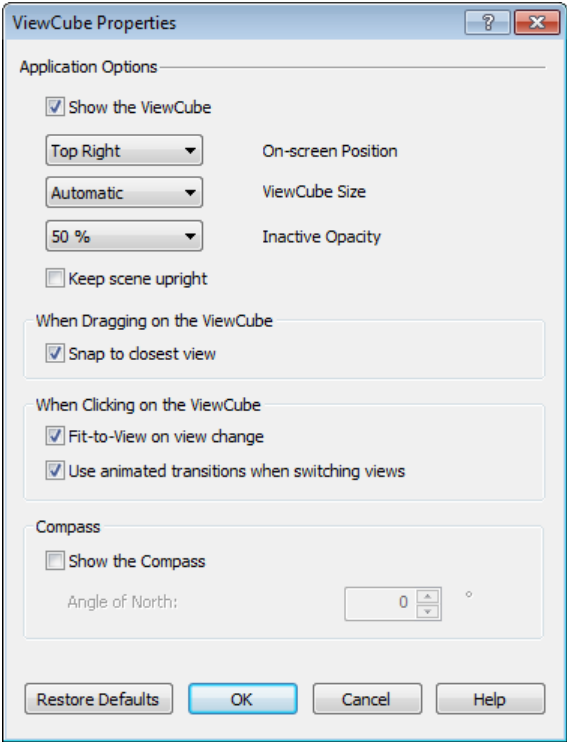 ViewCube Properties
Application Options
Show the ViewCube
Top Right On-screen Position
Automatic ViewCube Size
50 % Inactive Opacity
Keep scene upright
When Dragging on the ViewCube
Snap to closest view
When Clicking on the ViewCube
Fit-to-View on view change
Use animated transitions when switching views
Compass
Show the Compass
Angle of North: 0 °
Restore Defaults OK Cancel Help